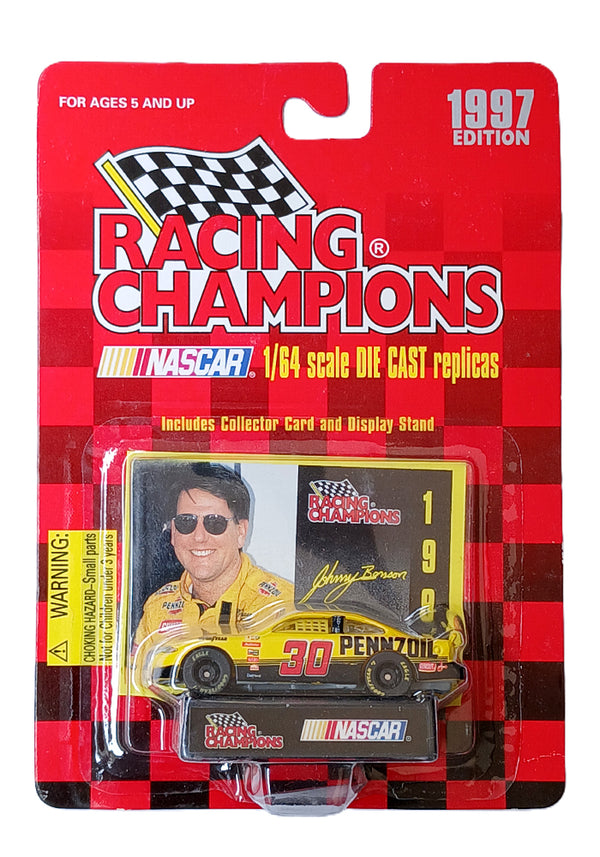 FOR AGES 5 AND UP
1997
EDITION
RACING ®
CHAMPIONS
NASCAR® 1/64 scale DIE CAST replicas
Includes Collector Card and Display Stand
WARNING:
CHOKING HAZARD–Small parts
Not for children under 3 years
RACING
CHAMPIONS
199
Johnny Benson
PENNZOIL
30
PENNZOIL
RACING
CHAMPIONS
NASCAR®